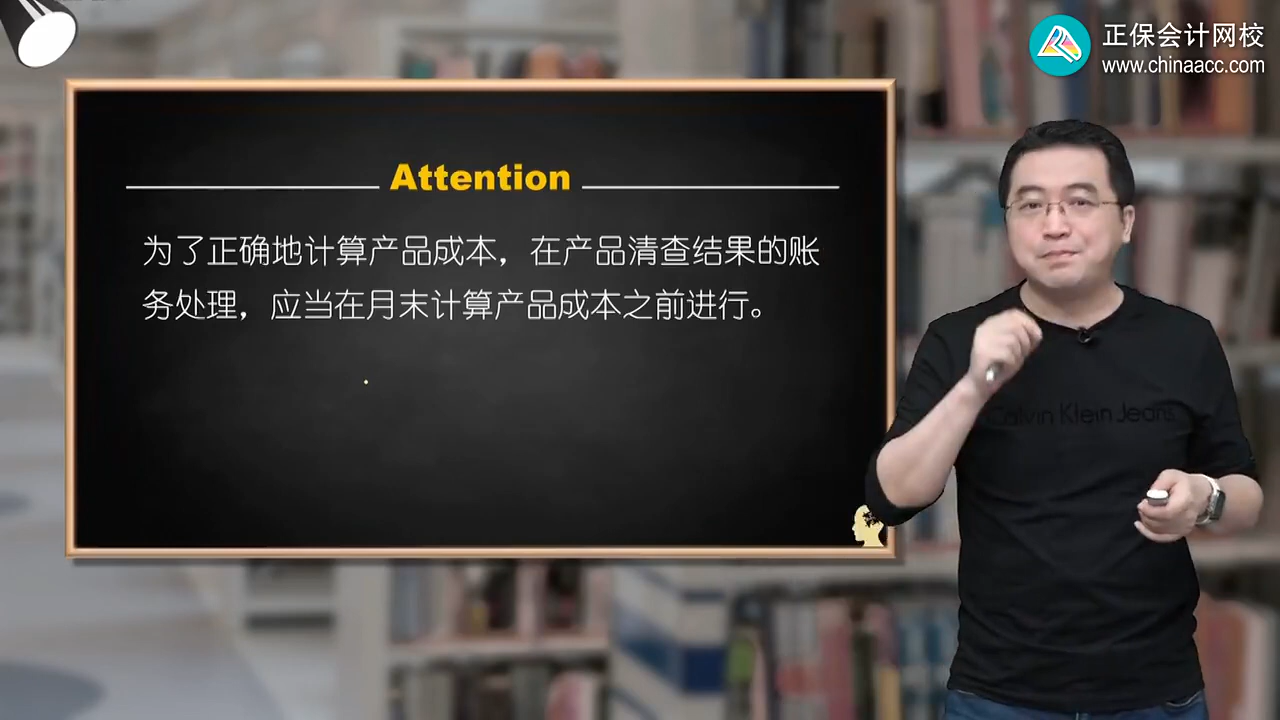 正保会计网校
www.chinaacc.com
Attention
为了正确地计算产品成本，在产品清查结果的账
务处理，应当在月末计算产品成本之前进行。
Calvin Klein Jeans